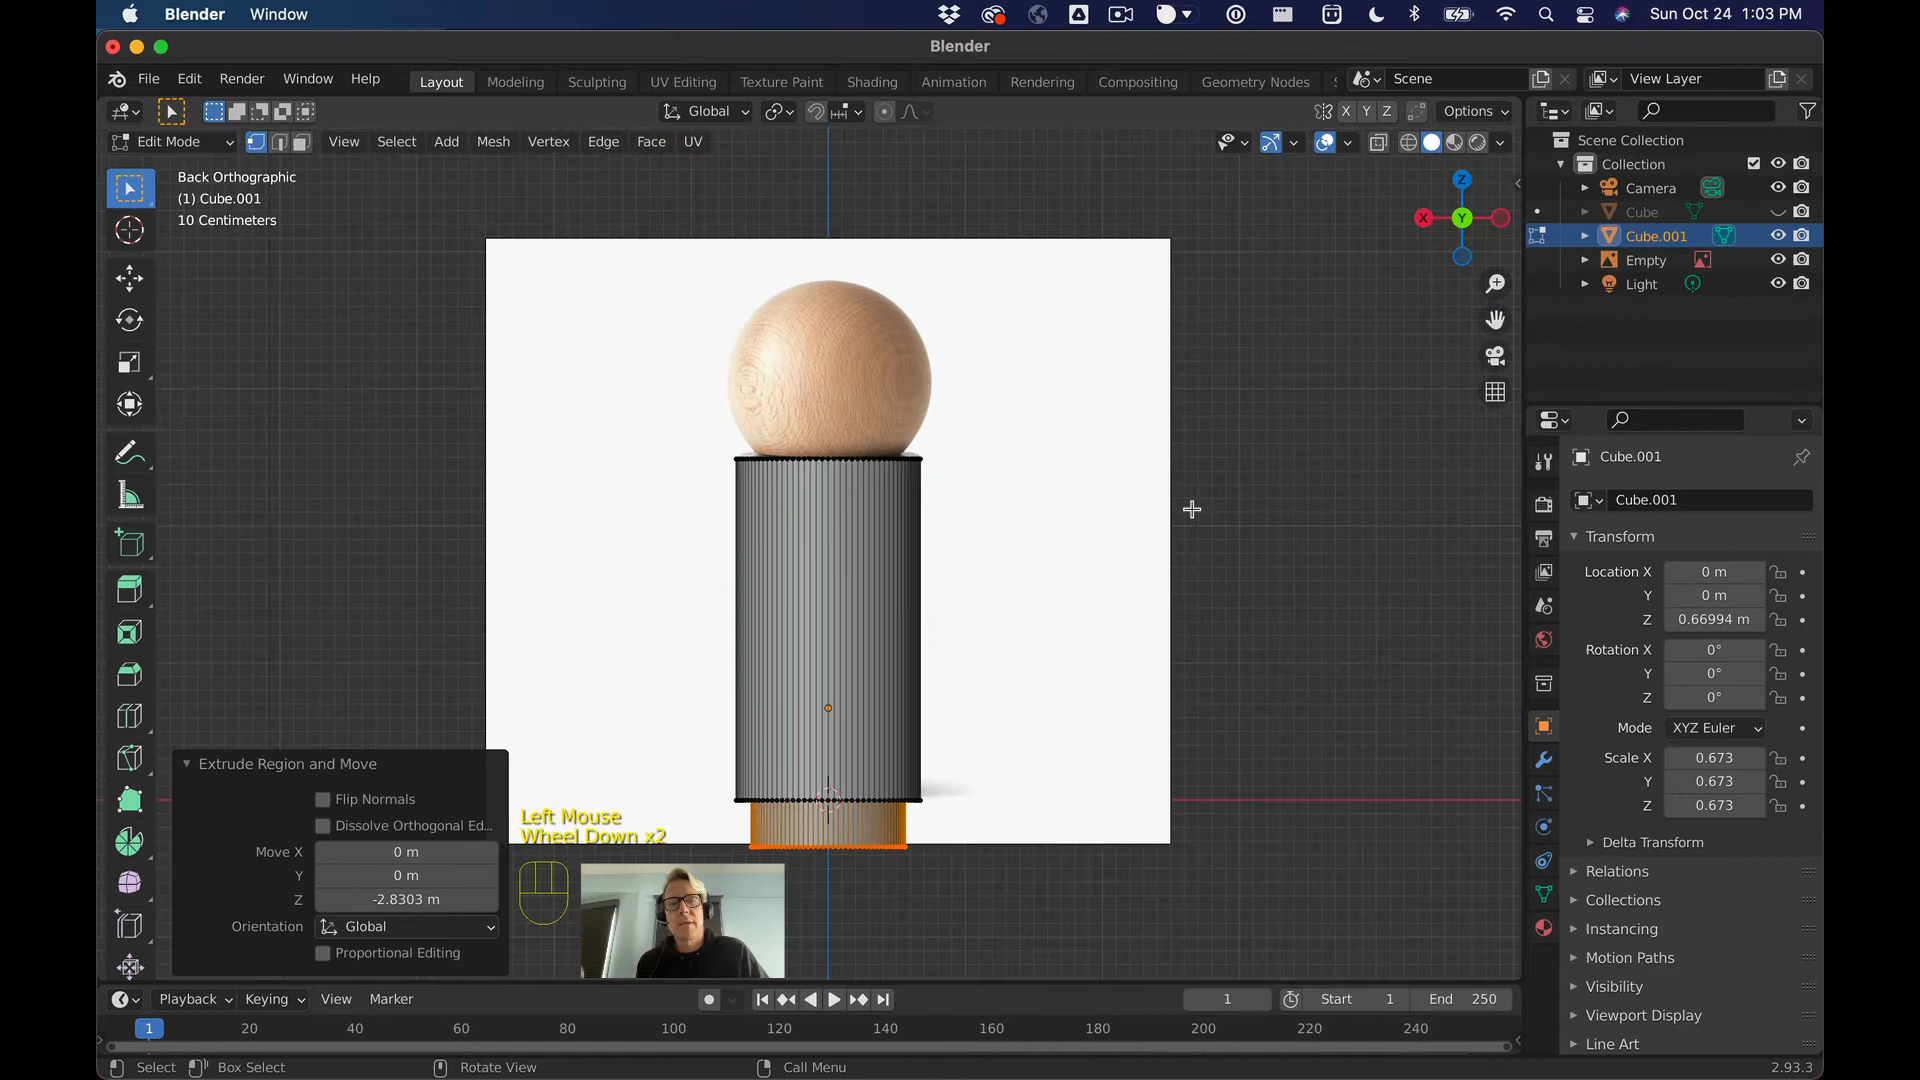 Blender Window
Sun Oct 24 1:03 PM
Blender
File Edit Render Window Help
Layout Modeling Sculpting UV Editing Texture Paint Shading Animation Rendering Compositing Geometry Nodes
Scene
View Layer
Global
X Y Z Options
Edit Mode
View Select Add Mesh Vertex Edge Face UV
Back Orthographic
(1) Cube.001
10 Centimeters
Z
X
Y
Scene Collection
Collection
Camera
Cube
Cube.001
Empty
Light
Cube.001
Cube.001
Transform
Location X 0 m
Y 0 m
Z 0.66994 m
Rotation X 0°
Y 0°
Z 0°
Mode XYZ Euler
Scale X 0.673
Y 0.673
Z 0.673
Delta Transform
Relations
Collections
Instancing
Motion Paths
Visibility
Viewport Display
Line Art
Extrude Region and Move
Flip Normals
Dissolve Orthogonal Ed...
Move X 0 m
Y 0 m
Z -2.8303 m
Orientation Global
Proportional Editing
Left Mouse
Wheel Down x2
Playback Keying View Marker
1
Start 1
End 250
1 20 40 60 80 100 120 140 160 180 200 220 240
Select Box Select Rotate View Call Menu
2.93.3